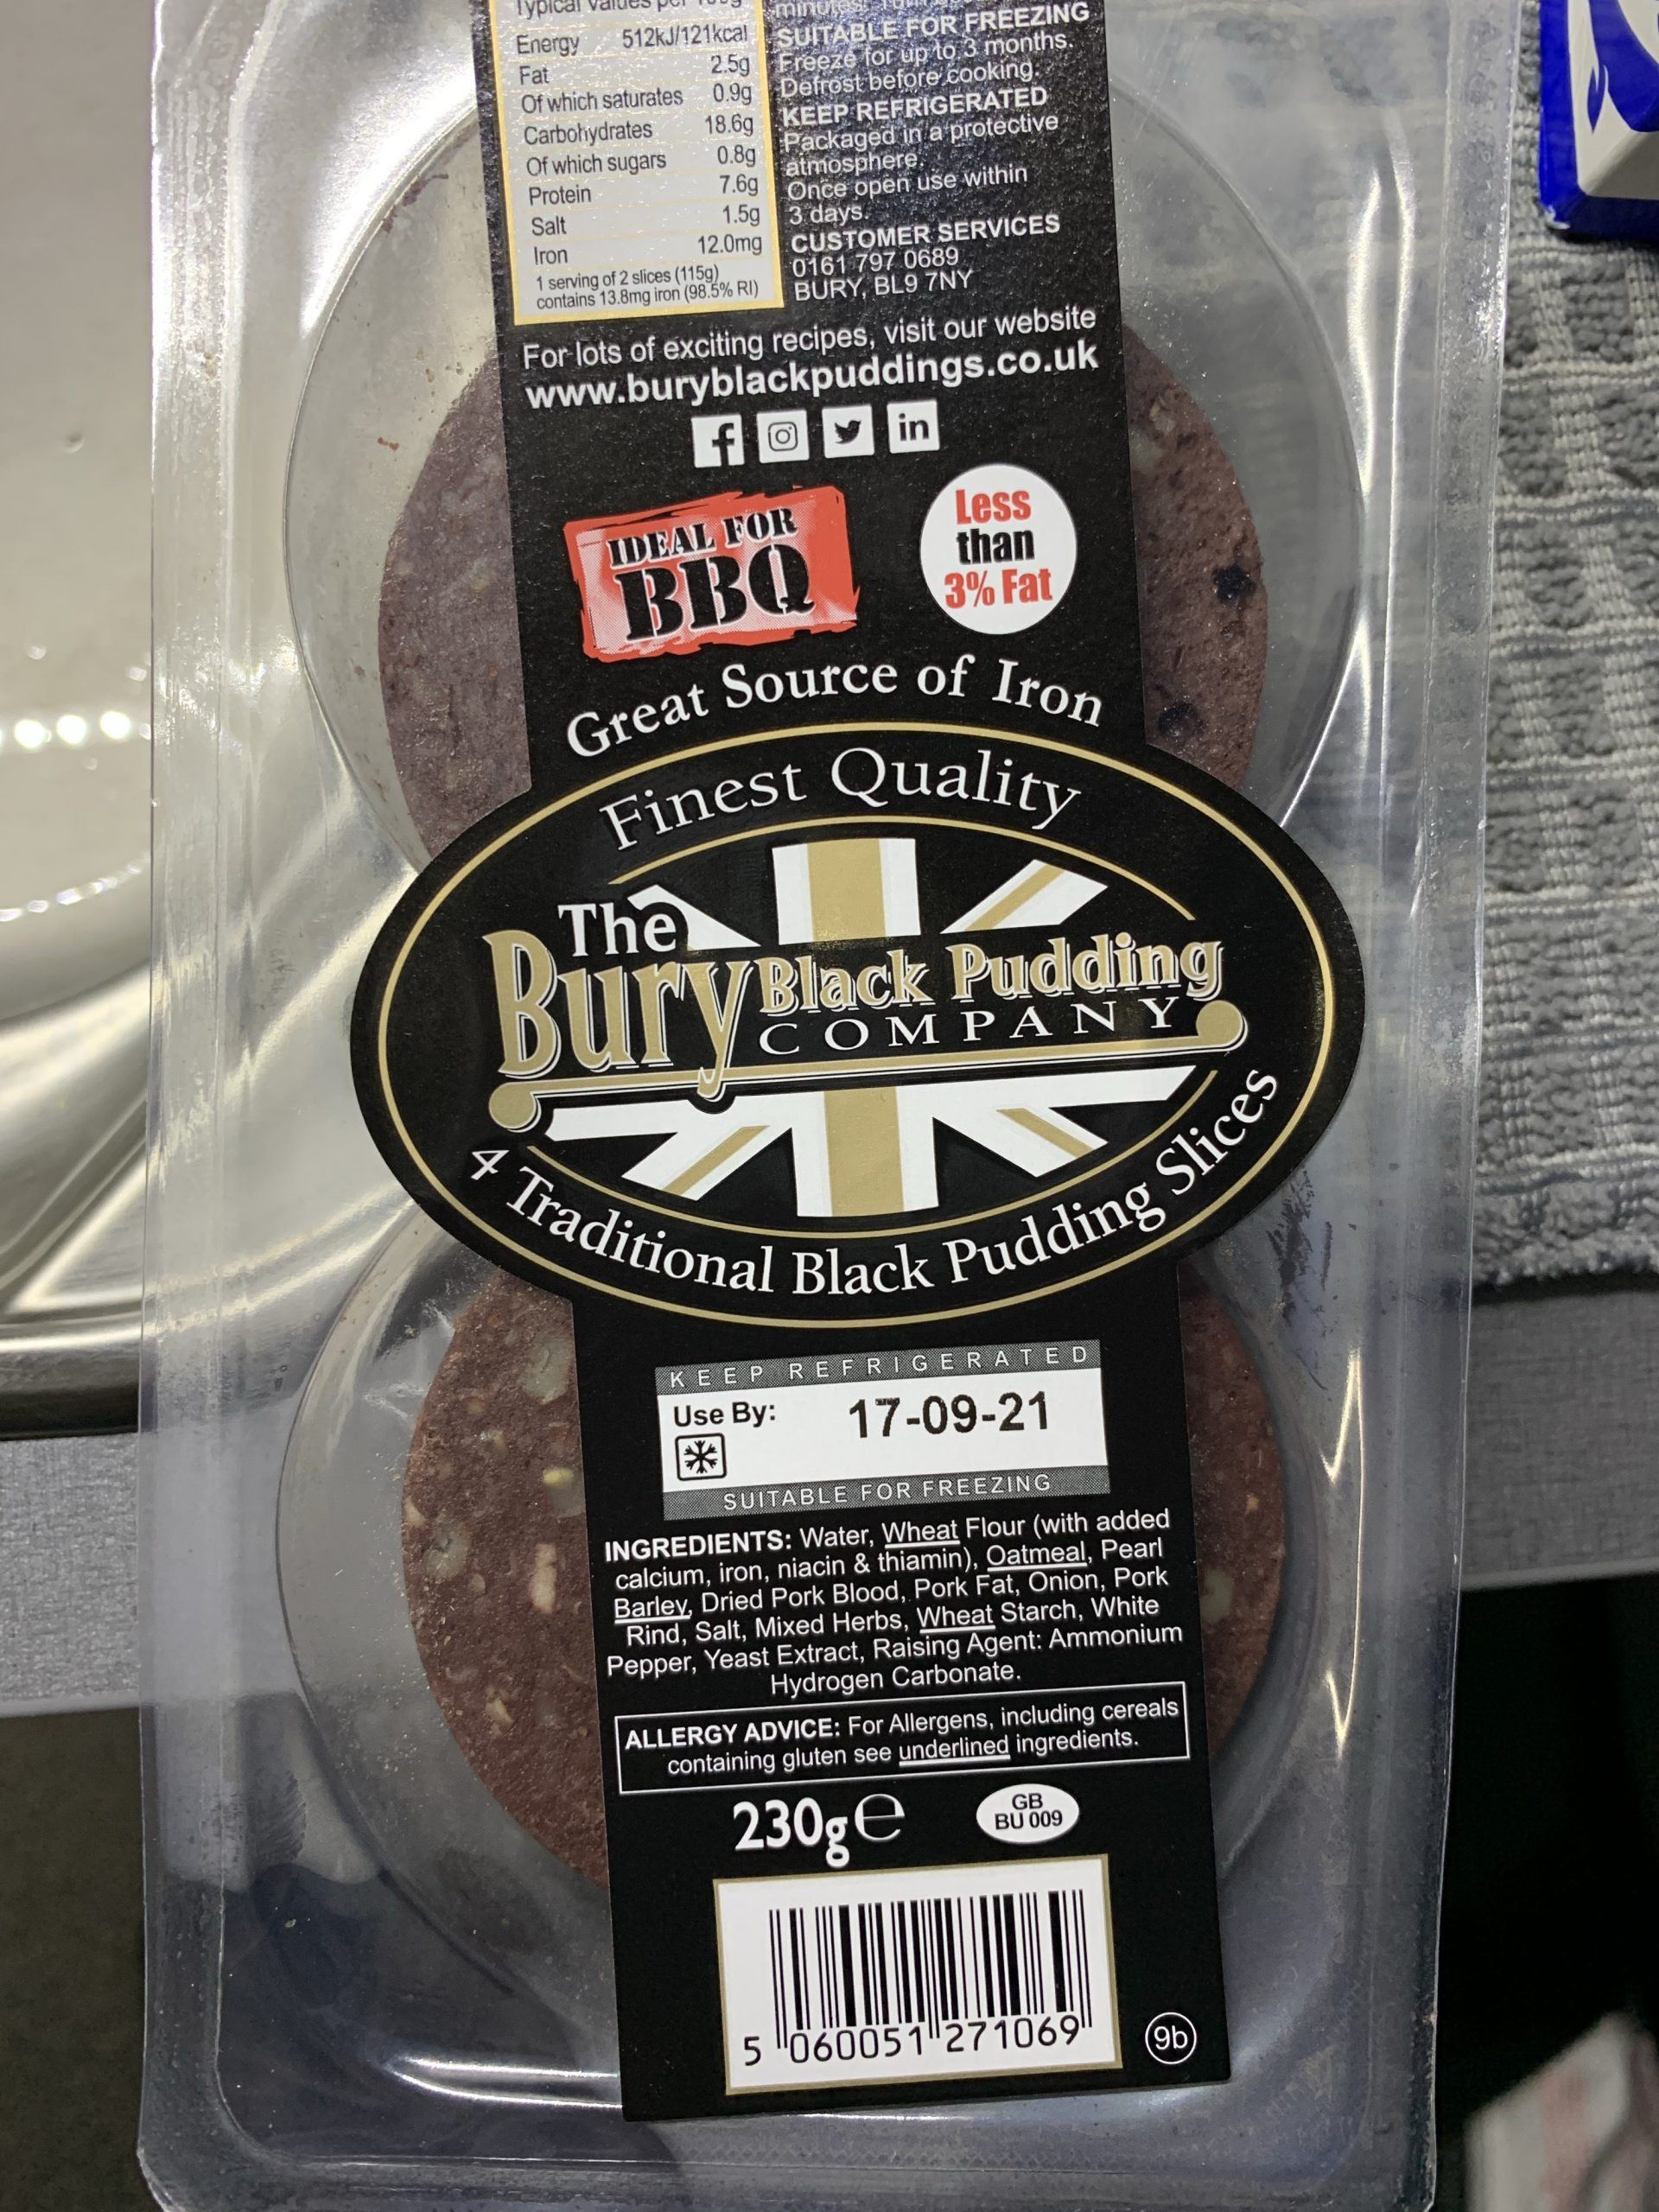 Typical values per 100g
Energy 512kJ/121kcal
Fat 2.5g
Of which saturates 0.9g
Carbohydrates 18.6g
Of which sugars 0.8g
Protein 7.6g
Salt 1.5g
Iron 12.0mg
1 serving of 2 slices (115g)
contains 13.8mg iron (98.5% RI)
minutes.
SUITABLE FOR FREEZING
Freeze for up to 3 months.
Defrost before cooking.
KEEP REFRIGERATED
Packaged in a protective
atmosphere.
Once open use within
3 days.
CUSTOMER SERVICES
0161 797 0689
BURY, BL9 7NY
For lots of exciting recipes, visit our website
www.buryblackpuddings.co.uk
IDEAL FOR
BBQ
Less
than
3% Fat
Great Source of Iron
Finest Quality
The
Bury Black Pudding
COMPANY
4 Traditional Black Pudding Slices
KEEP REFRIGERATED
Use By: 17-09-21
SUITABLE FOR FREEZING
INGREDIENTS: Water, Wheat Flour (with added
calcium, iron, niacin & thiamin), Oatmeal, Pearl
Barley, Dried Pork Blood, Pork Fat, Onion, Pork
Rind, Salt, Mixed Herbs, Wheat Starch, White
Pepper, Yeast Extract, Raising Agent: Ammonium
Hydrogen Carbonate.
ALLERGY ADVICE: For Allergens, including cereals
containing gluten see underlined ingredients.
230g e
GB
BU 009
5 060051 271069
9b